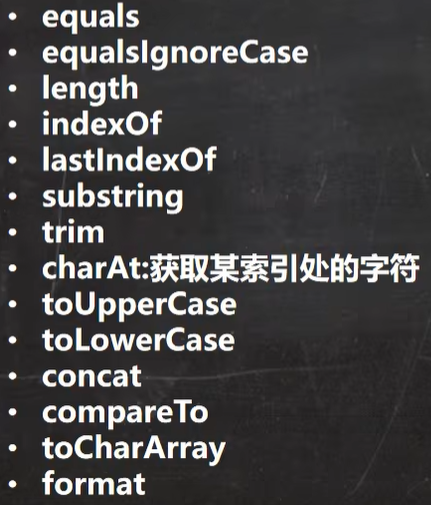 • equals
• equalsIgnoreCase
• length
• indexOf
• lastIndexOf
• substring
• trim
• charAt:获取某索引处的字符
• toUpperCase
• toLowerCase
• concat
• compareTo
• toCharArray
• format